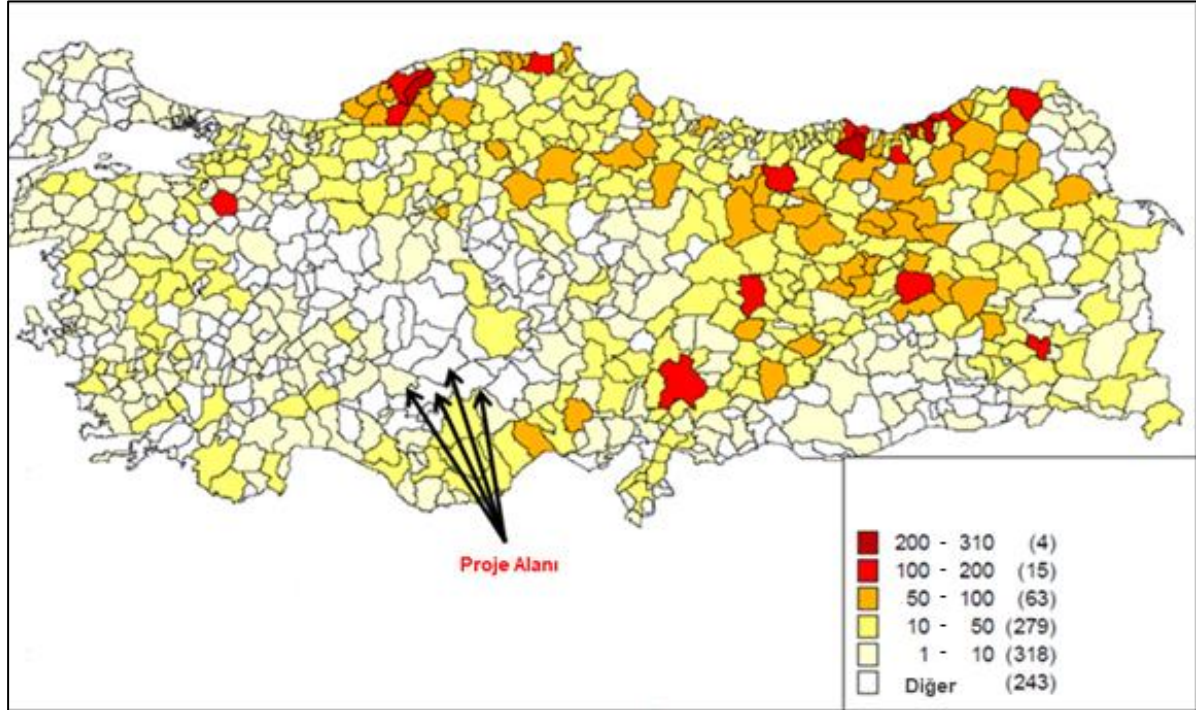 Proje Alanı
200 - 310 (4)
100 - 200 (15)
50 - 100 (63)
10 - 50 (279)
1 - 10 (318)
Diğer (243)